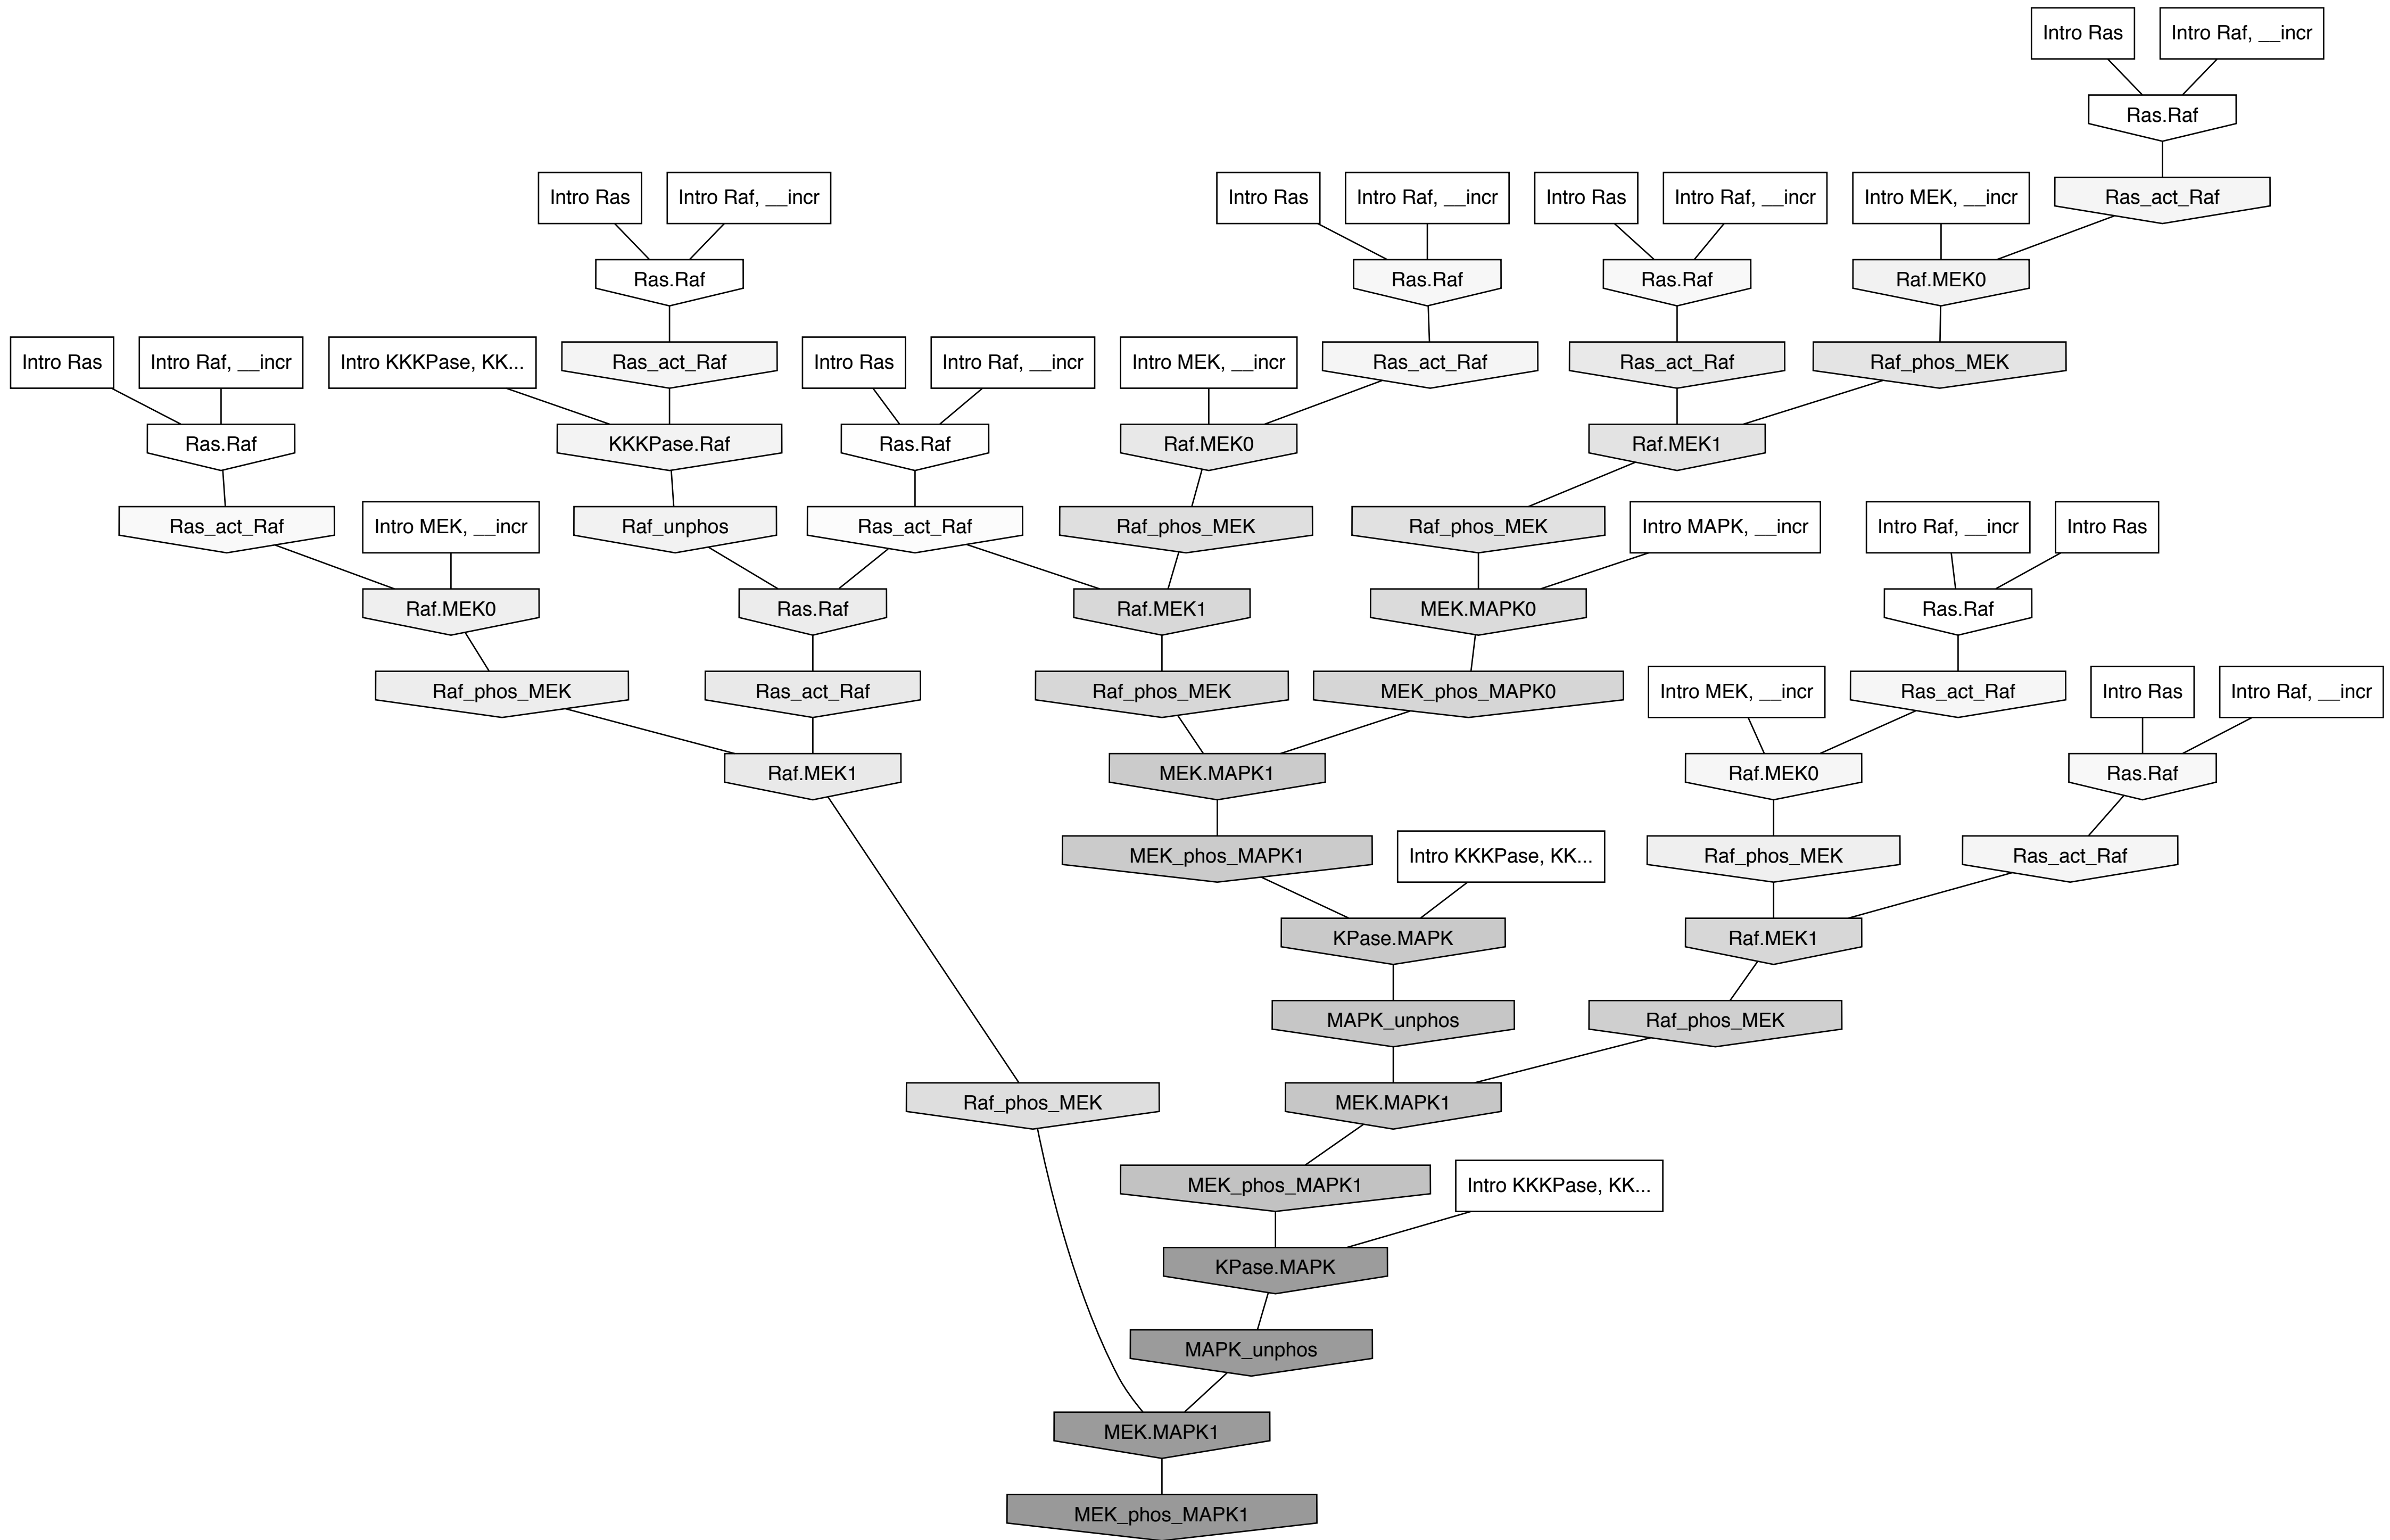 Intro Ras
Intro Raf, __incr
Ras.Raf
Intro Ras
Intro Raf, __incr
Intro Ras
Intro Raf, __incr
Intro Ras
Intro Raf, __incr
Intro MEK, __incr
Ras_act_Raf
Ras.Raf
Ras.Raf
Ras.Raf
Raf.MEK0
Intro Ras
Intro Raf, __incr
Intro KKKPase, KK...
Ras_act_Raf
Intro Ras
Intro Raf, __incr
Intro MEK, __incr
Ras_act_Raf
Ras_act_Raf
Raf_phos_MEK
Ras.Raf
KKKPase.Raf
Ras.Raf
Raf.MEK0
Raf.MEK1
Ras_act_Raf
Intro MEK, __incr
Raf_unphos
Ras_act_Raf
Raf_phos_MEK
Raf_phos_MEK
Intro MAPK, __incr
Intro Raf, __incr
Intro Ras
Raf.MEK0
Ras.Raf
Raf.MEK1
MEK.MAPK0
Ras.Raf
Raf_phos_MEK
Ras_act_Raf
Raf_phos_MEK
MEK_phos_MAPK0
Intro MEK, __incr
Ras_act_Raf
Intro Ras
Intro Raf, __incr
Raf.MEK1
MEK.MAPK1
Raf.MEK0
Ras.Raf
MEK_phos_MAPK1
Intro KKKPase, KK...
Raf_phos_MEK
Ras_act_Raf
KPase.MAPK
Raf.MEK1
MAPK_unphos
Raf_phos_MEK
Raf_phos_MEK
MEK.MAPK1
MEK_phos_MAPK1
Intro KKKPase, KK...
KPase.MAPK
MAPK_unphos
MEK.MAPK1
MEK_phos_MAPK1